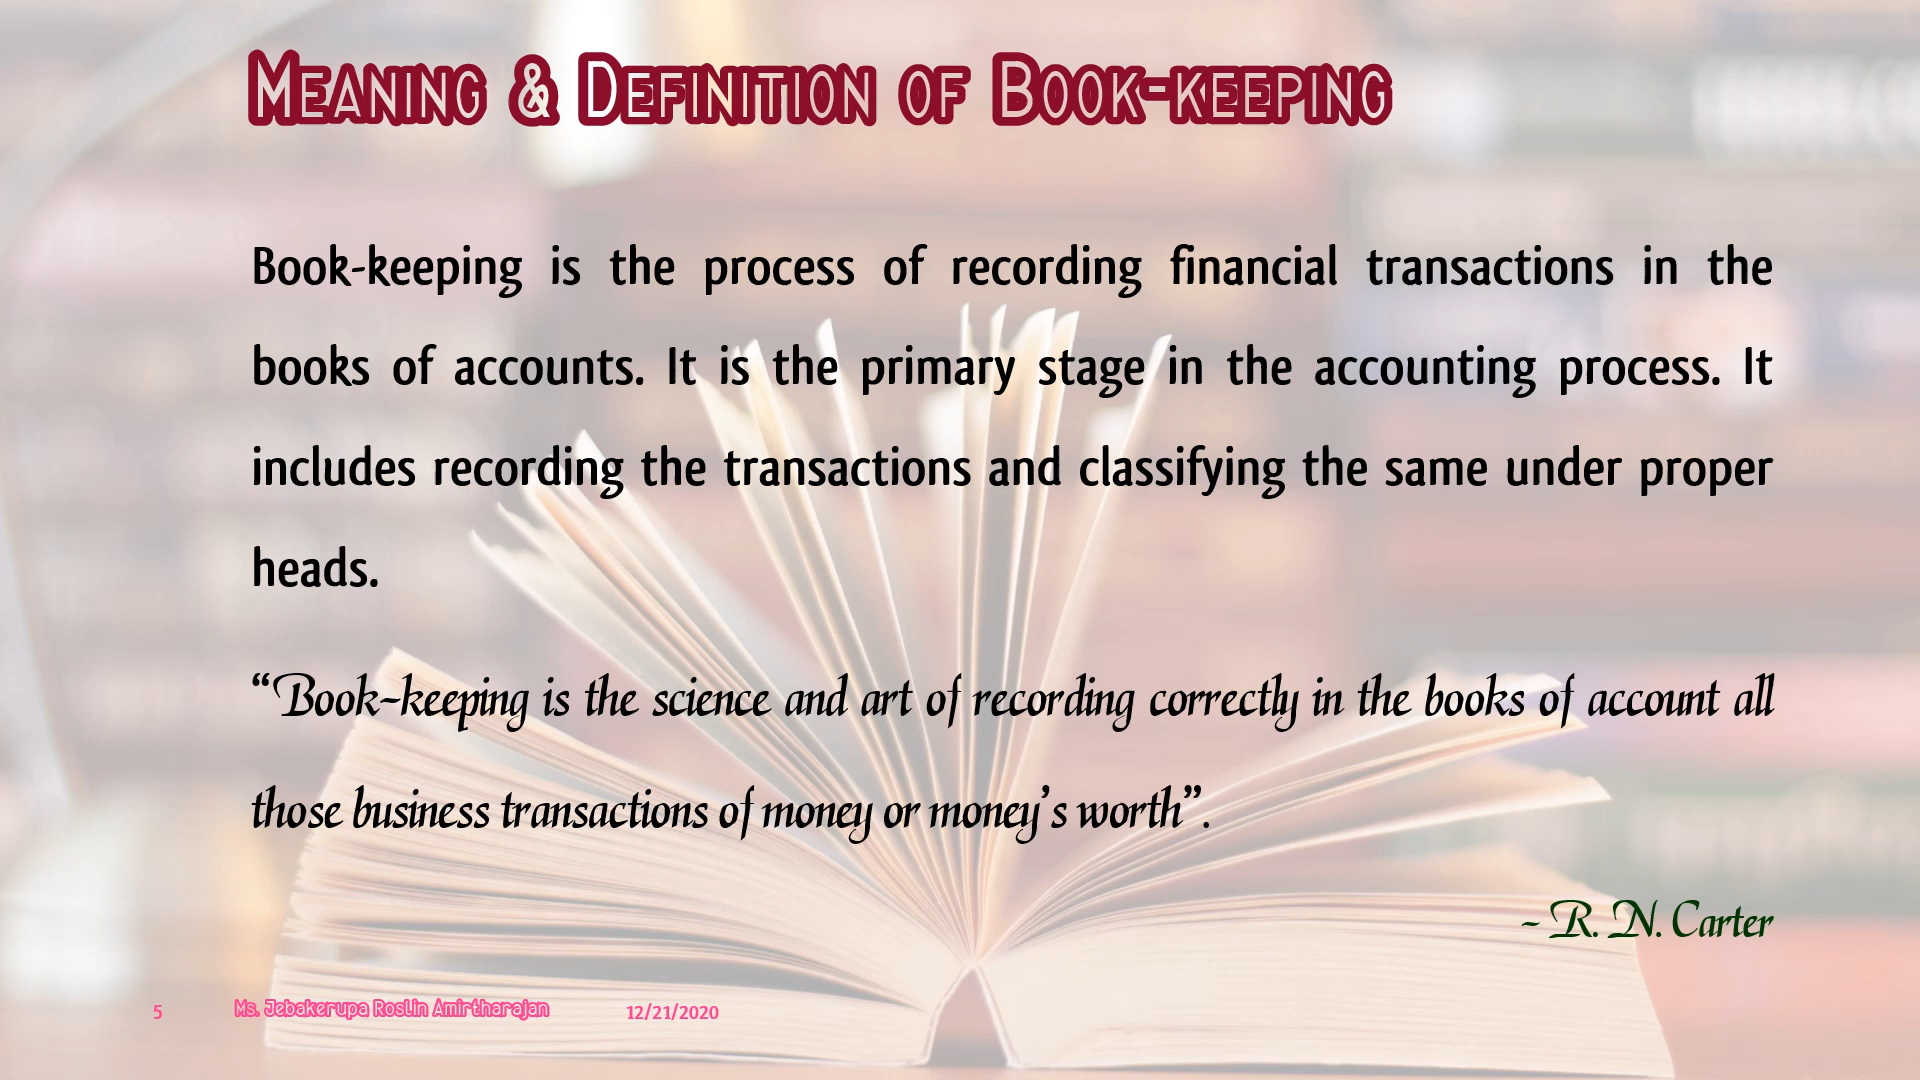 Meaning & Definition of Book-keeping
Book-keeping is the process of recording financial transactions in the
books of accounts. It is the primary stage in the accounting process. It
includes recording the transactions and classifying the same under proper
heads.
“Book-keeping is the science and art of recording correctly in the books of account all
those business transactions of money or money’s worth”.
- R. N. Carter
5 Ms. Jebakerupa Roslin Amirtharajan 12/21/2020